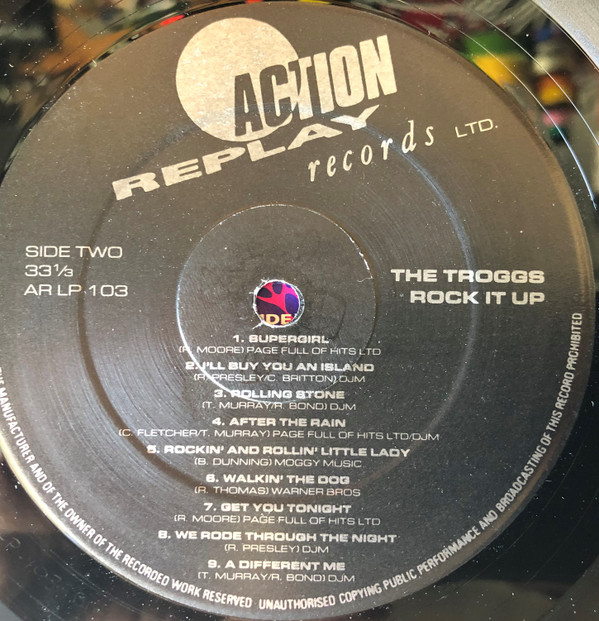 ACTION
REPLAY
records LTD.
SIDE TWO
33⅓
AR LP 103
THE TROGGS
ROCK IT UP
IDE
1. SUPERGIRL
(R. MOORE) PAGE FULL OF HITS LTD
2. I'LL BUY YOU AN ISLAND
(R. PRESLEY/C. BRITTON) DJM
3. ROLLING STONE
(T. MURRAY/R. BOND) DJM
4. AFTER THE RAIN
(C. FLETCHER/T. MURRAY) PAGE FULL OF HITS LTD/DJM
5. ROCKIN' AND ROLLIN' LITTLE LADY
(B. DUNNING) MOGGY MUSIC
6. WALKIN' THE DOG
(R. THOMAS) WARNER BROS
7. GET YOU TONIGHT
(R. MOORE) PAGE FULL OF HITS LTD
8. WE RODE THROUGH THE NIGHT
(R. PRESLEY) DJM
9. A DIFFERENT ME
(T. MURRAY/R. BOND) DJM
MANUFACTURER AND OF THE OWNER OF THE RECORDED WORK RESERVED UNAUTHORISED COPYING PUBLIC PERFORMANCE AND BROADCASTING OF THIS RECORD PROHIBITED